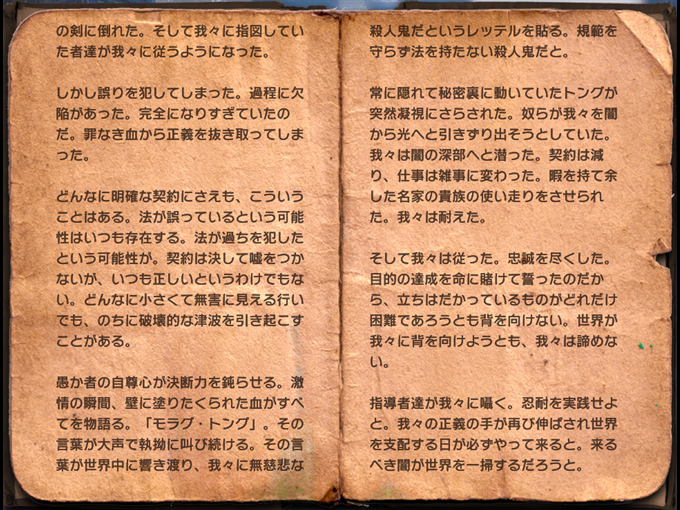 の剣に倒れた。そして我々に指図してい
た者達が我々に従うようになった。
しかし誤りを犯してしまった。過程に欠
陥があった。完全になりすぎていたの
だ。罪なき血から正義を抜き取ってしま
った。
どんなに明確な契約にさえも、こういう
ことはある。法が誤っているという可能
性はいつも存在する。法が過ちを犯した
という可能性が。契約は決して嘘をつか
ないが、いつも正しいというわけでもな
い。どんなに小さくて無害に見える行い
でも、のちに破壊的な津波を引き起こす
ことがある。
愚か者の自尊心が決断力を鈍らせる。激
情の瞬間、壁に塗りたくられた血がすべ
てを物語る。「モラグ・トング」。その
言葉が大声で執拗に叫び続ける。その言
葉が世界中に響き渡り、我々に無慈悲な
殺人鬼だというレッテルを貼る。規範を
守らず法を持たない殺人鬼だと。
常に隠れて秘密裏に動いていたトングが
突然凝視にさらされた。奴らが我々を闇
から光へと引きずり出そうとしていた。
我々は闇の深部へと潜った。契約は減
り、仕事は雑事に変わった。暇を持て余
した名家の貴族の使い走りをさせられ
た。我々は耐えた。
そして我々は従った。忠誠を尽くした。
目的の達成を命に賭けて誓ったのだか
ら、立ちはだかっているものがどれだけ
困難であろうとも背を向けない。世界が
我々に背を向けようとも、我々は諦めな
い。
指導者達が我々に囁く。忍耐を実践せよ
と。我々の正義の手が再び伸ばされ世界
を支配する日が必ずやって来ると。来る
べき闇が世界を一掃するだろうと。